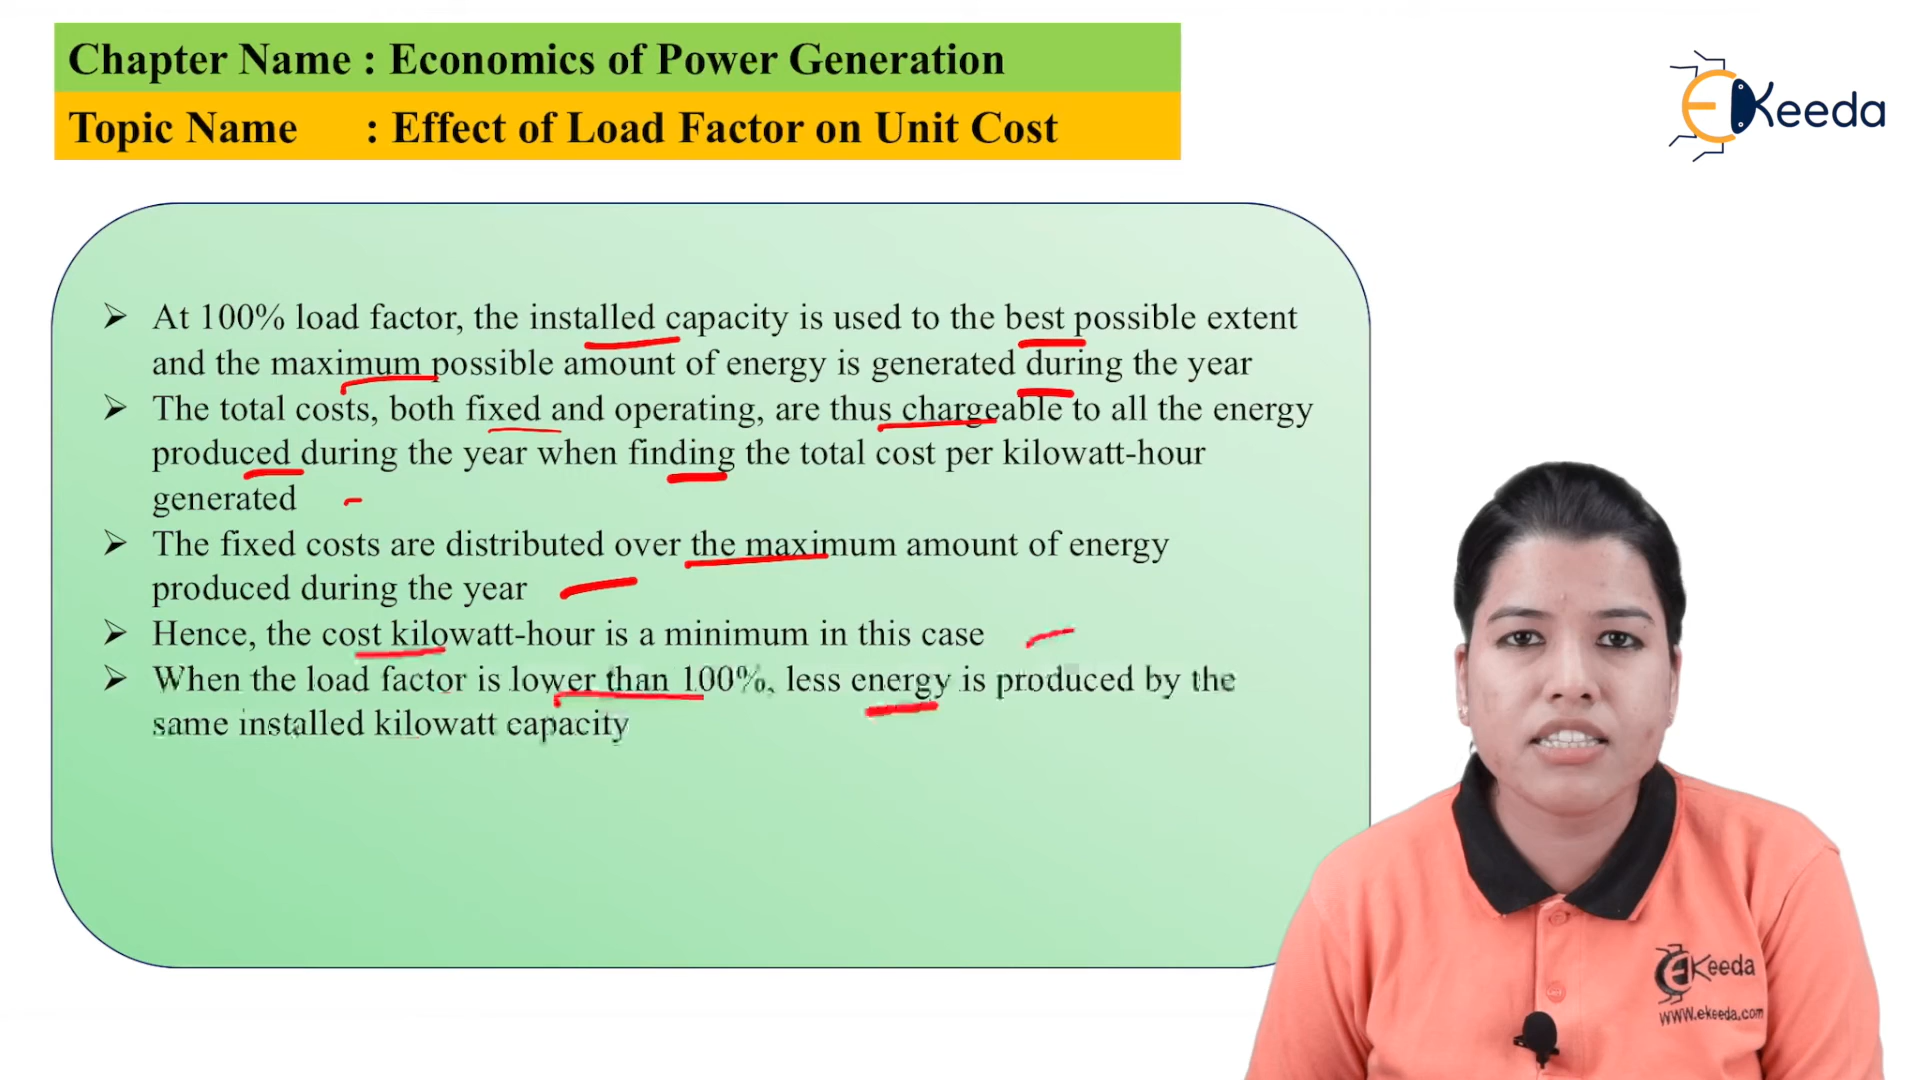 Chapter Name : Economics of Power Generation
Topic Name : Effect of Load Factor on Unit Cost
EKeeda
➢ At 100% load factor, the installed capacity is used to the best possible extent
and the maximum possible amount of energy is generated during the year
➢ The total costs, both fixed and operating, are thus chargeable to all the energy
produced during the year when finding the total cost per kilowatt-hour
generated
➢ The fixed costs are distributed over the maximum amount of energy
produced during the year
➢ Hence, the cost kilowatt-hour is a minimum in this case
➢ When the load factor is lower than 100%, less energy is produced by the
same installed kilowatt capacity
EKeeda
www.ekeeda.com